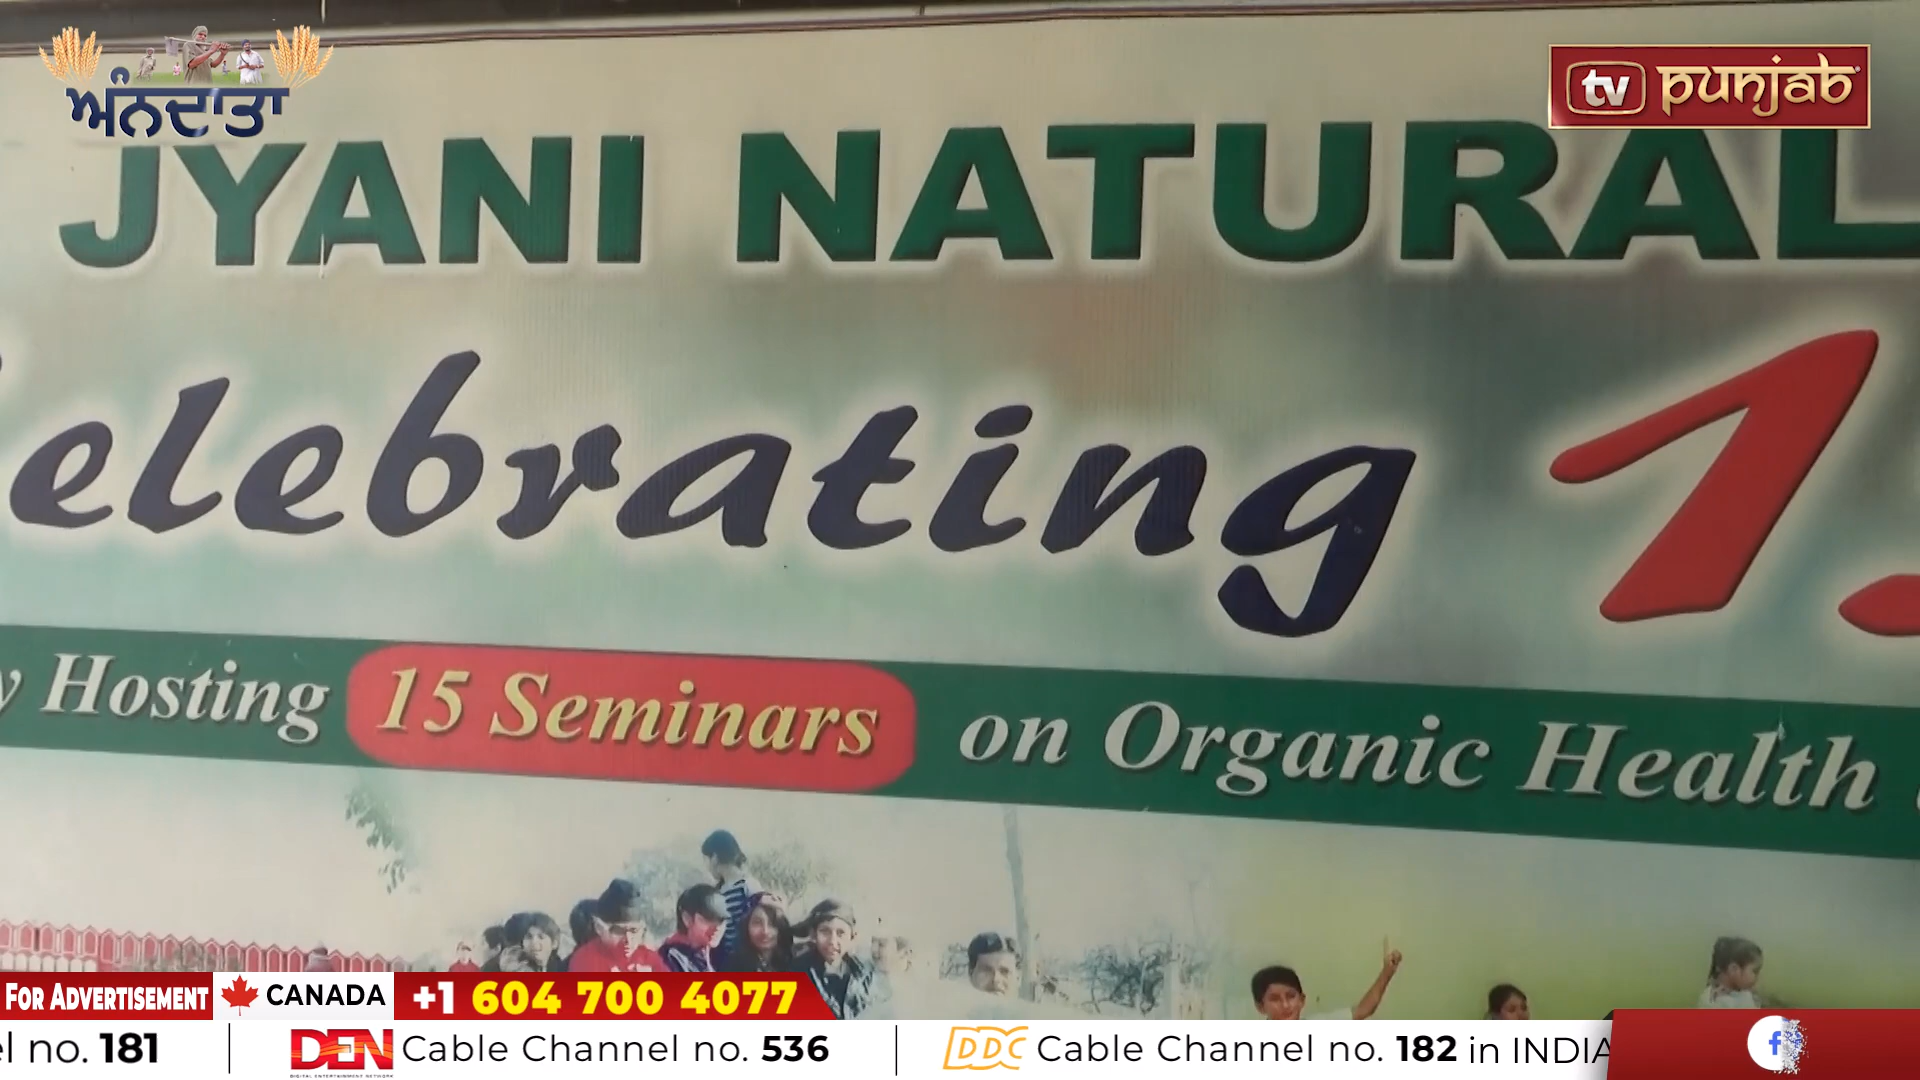 ਅੰਨਦਾਤਾ
tv punjab
JYANI NATURAL
elebrating 1
y Hosting 15 Seminars on Organic Health
FOR ADVERTISEMENT CANADA +1 604 700 4077
el no. 181 DEN Cable Channel no. 536 DDC Cable Channel no. 182 in INDIA
f